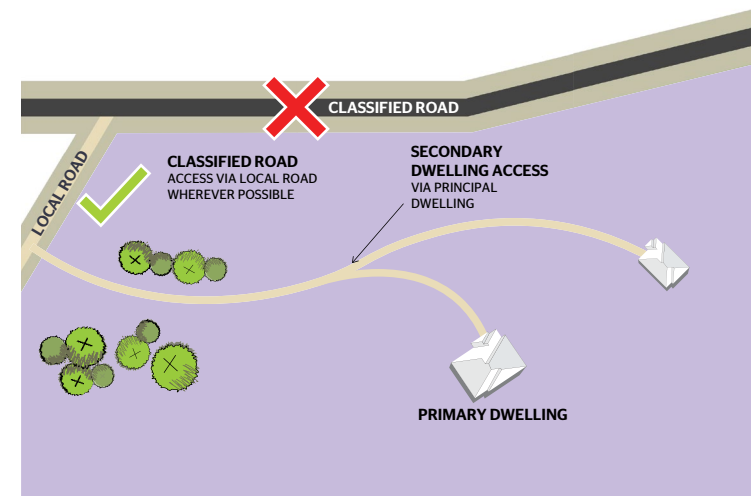 CLASSIFIED ROAD
LOCAL ROAD
CLASSIFIED ROAD
ACCESS VIA LOCAL ROAD
WHEREVER POSSIBLE
SECONDARY
DWELLING ACCESS
VIA PRINCIPAL
DWELLING
PRIMARY DWELLING